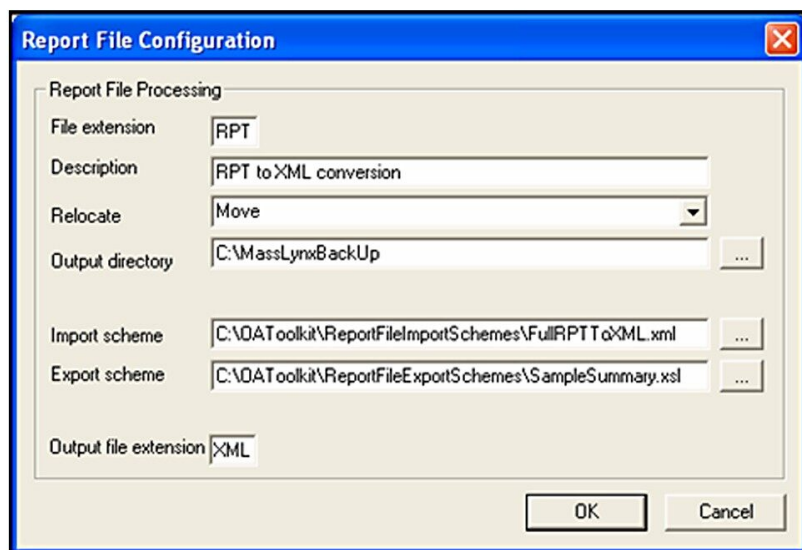 Report File Configuration
Report File Processing
File extension RPT
Description RPT to XML conversion
Relocate Move
Output directory C:\MassLynxBackUp ...
Import scheme C:\OAToolkit\ReportFileImportSchemes\FullRPTToXML.xml ...
Export scheme C:\OAToolkit\ReportFileExportSchemes\SampleSummary.xsl ...
Output file extension XML
OK Cancel